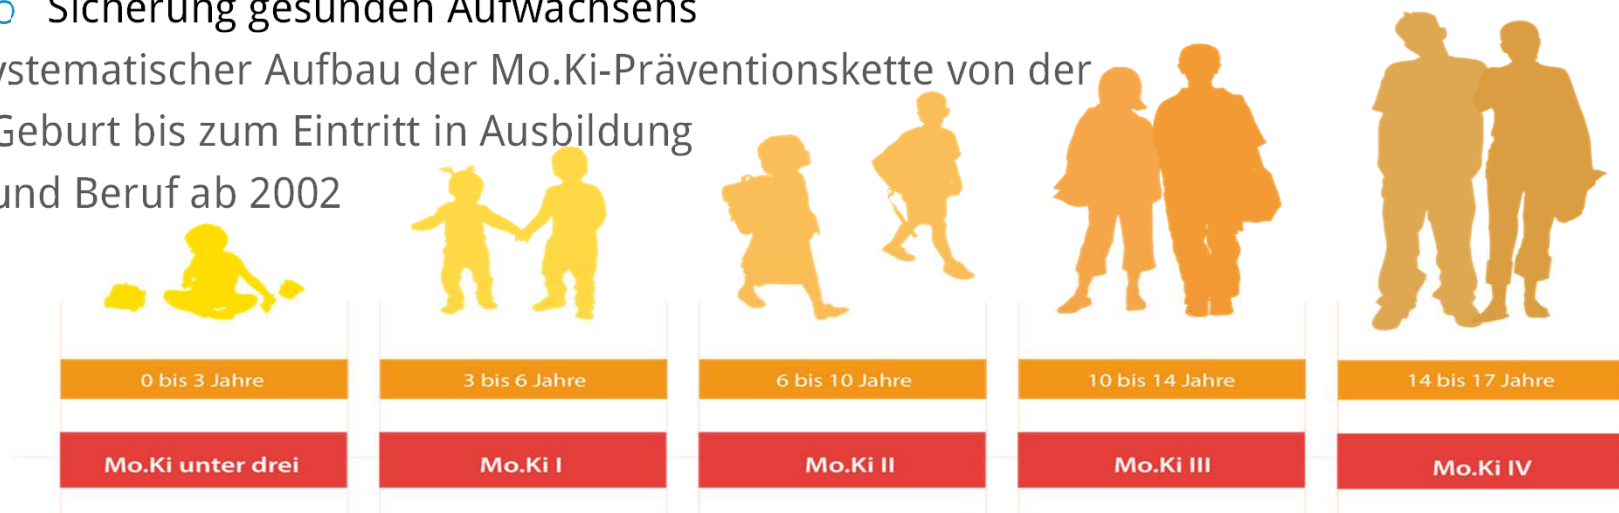 Sicherung gesunden Aufwachsens
ystematischer Aufbau der Mo.Ki-Präventionskette von der
Geburt bis zum Eintritt in Ausbildung
und Beruf ab 2002
0 bis 3 Jahre
3 bis 6 Jahre
6 bis 10 Jahre
10 bis 14 Jahre
14 bis 17 Jahre
Mo.Ki unter drei
Mo.Ki I
Mo.Ki II
Mo.Ki III
Mo.Ki IV